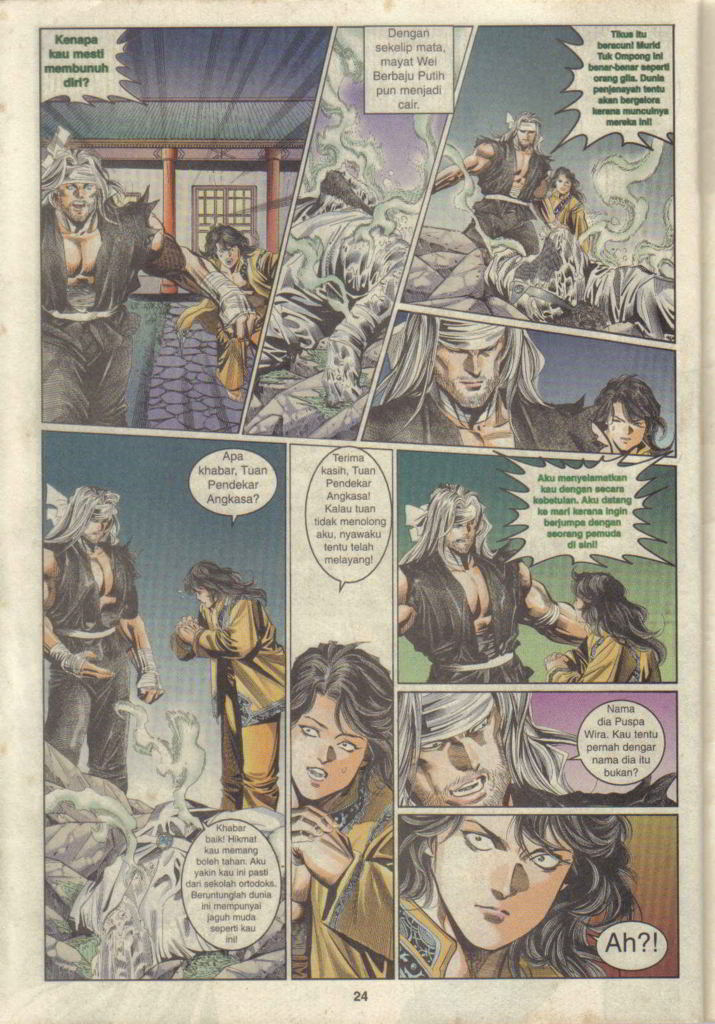 Kenapa
kau mesti
membunuh
diri?
Dengan
sekelip mata,
mayat Wei
Berbaju Putih
pun menjadi
cair.
Tikus itu
beracun! Murid
Tuk Ompong ini
benar-benar seperti
orang gila. Dunia
penjenayah tentu
akan bergelora
kerana munculnya
mereka ini!
Apa
khabar, Tuan
Pendekar
Angkasa?
Khabar
baik! Hikmat
kau memang
boleh tahan. Aku
yakin kau ini pasti
dari sekolah ortodoks.
Beruntunglah dunia
ini mempunyai
jaguh muda
seperti kau
ini!
Terima
kasih, Tuan
Pendekar
Angkasa!
Kalau tuan
tidak menolong
aku, nyawaku
tentu telah
melayang!
Aku menyelamatkan
kau dengan secara
kebetulan. Aku datang
ke mari kerana ingin
berjumpa dengan
seorang pemuda
di sini!
Nama
dia Puspa
Wira. Kau tentu
pernah dengar
nama dia itu
bukan?
Ah?!
24